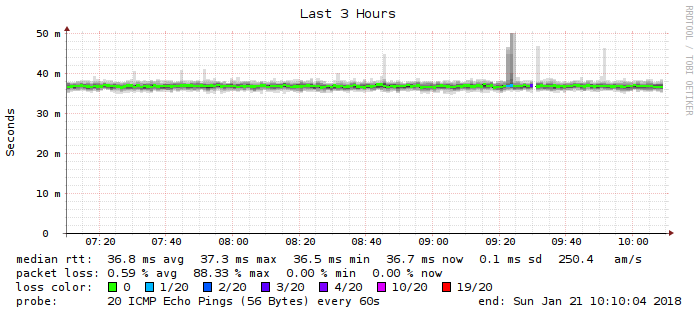 Last 3 Hours
RRDTOOL / TOBI OETIKER
Seconds
50 m
40 m
30 m
20 m
10 m
0
07:20 07:40 08:00 08:20 08:40 09:00 09:20 09:40 10:00
median rtt: 36.8 ms avg 37.3 ms max 36.5 ms min 36.7 ms now 0.1 ms sd 250.4 am/s
packet loss: 0.59 % avg 88.33 % max 0.00 % min 0.00 % now
loss color: 0 1/20 2/20 3/20 4/20 10/20 19/20
probe: 20 ICMP Echo Pings (56 Bytes) every 60s end: Sun Jan 21 10:10:04 2018